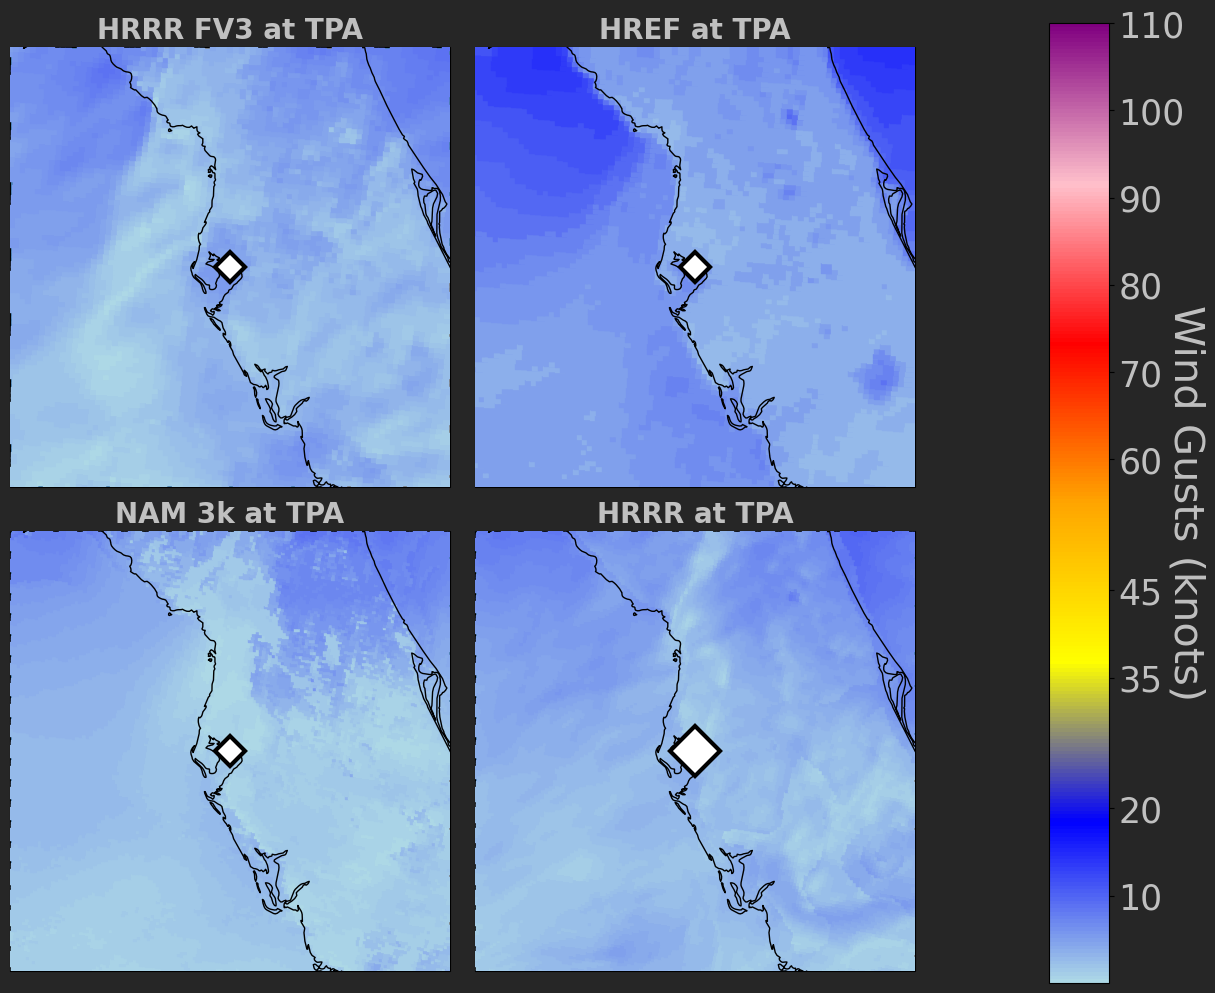 HRRR FV3 at TPA
HREF at TPA
NAM 3k at TPA
HRRR at TPA
110
100
90
80
70
60
45
35
20
10
Wind Gusts (knots)